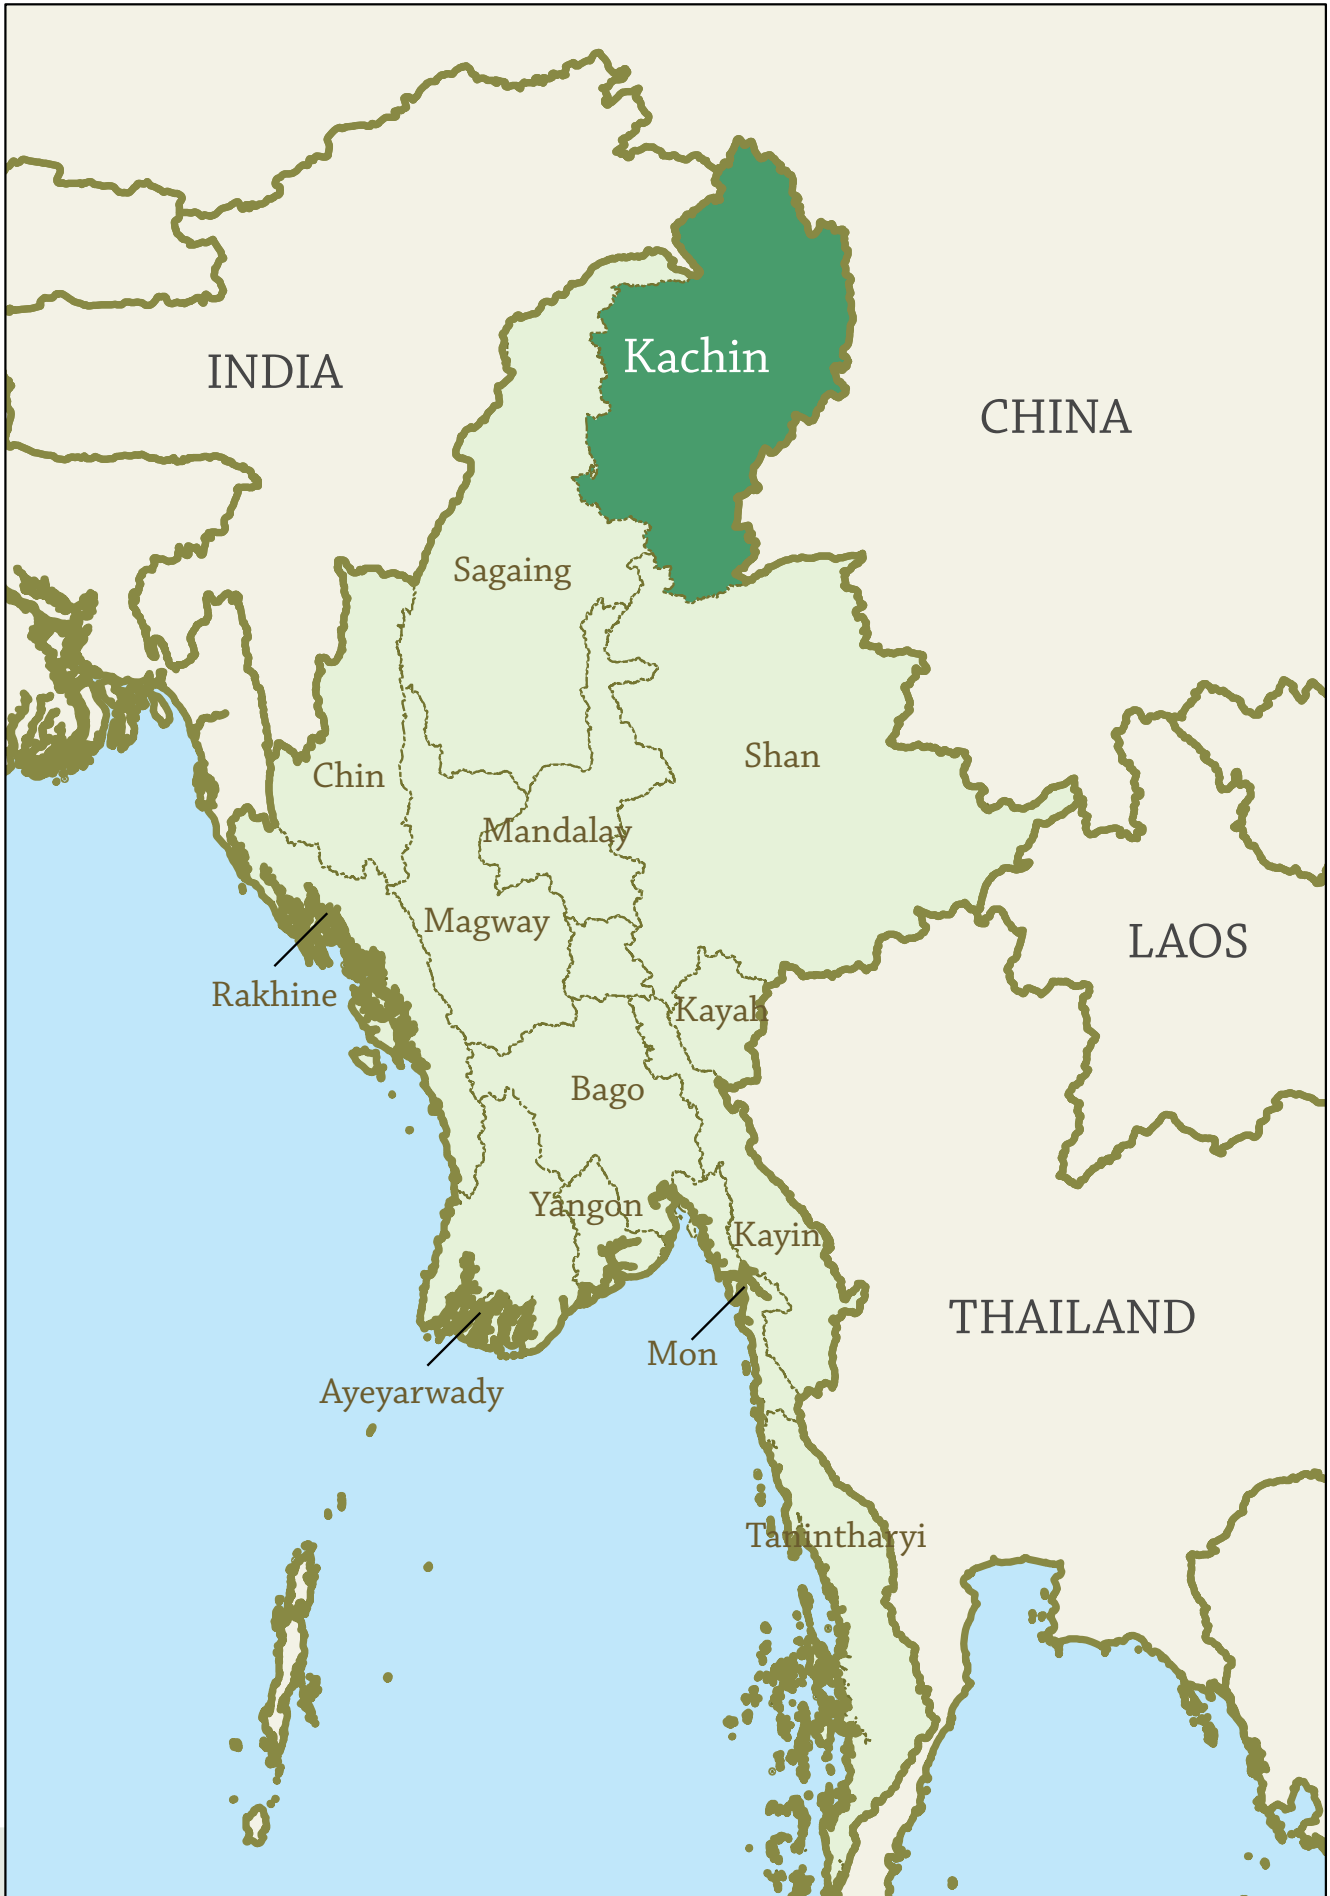 Kachin
INDIA
CHINA
Sagaing
Shan
Chin
Mandalay
Magway
LAOS
Rakhine
Kayah
Bago
Yangon
Kayin
THAILAND
Mon
Ayeyarwady
Tanintharyi